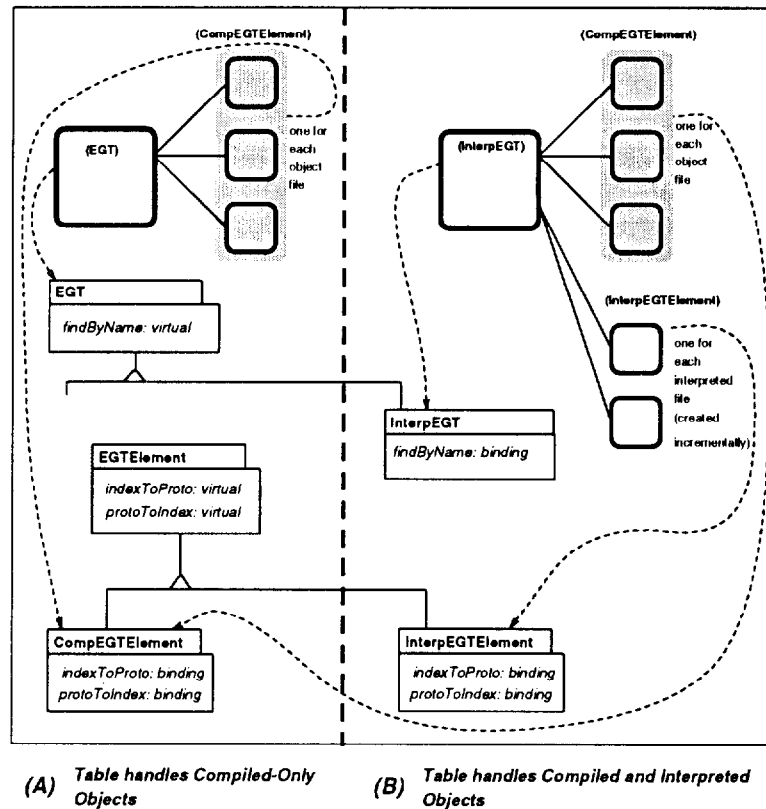 (CompEGTElement)
(EGT)
one for
each
object
file
EGT
findByName: virtual
EGTElement
indexToProto: virtual
protoToIndex: virtual
CompEGTElement
indexToProto: binding
protoToIndex: binding
(CompEGTElement)
(InterpEGT)
one for
each
object
file
(InterpEGTElement)
one for
each
interpreted
file
(created
incrementally)
InterpEGT
findByName: binding
InterpEGTElement
indexToProto: binding
protoToIndex: binding
(A) Table handles Compiled-Only
Objects
(B) Table handles Compiled and Interpreted
Objects